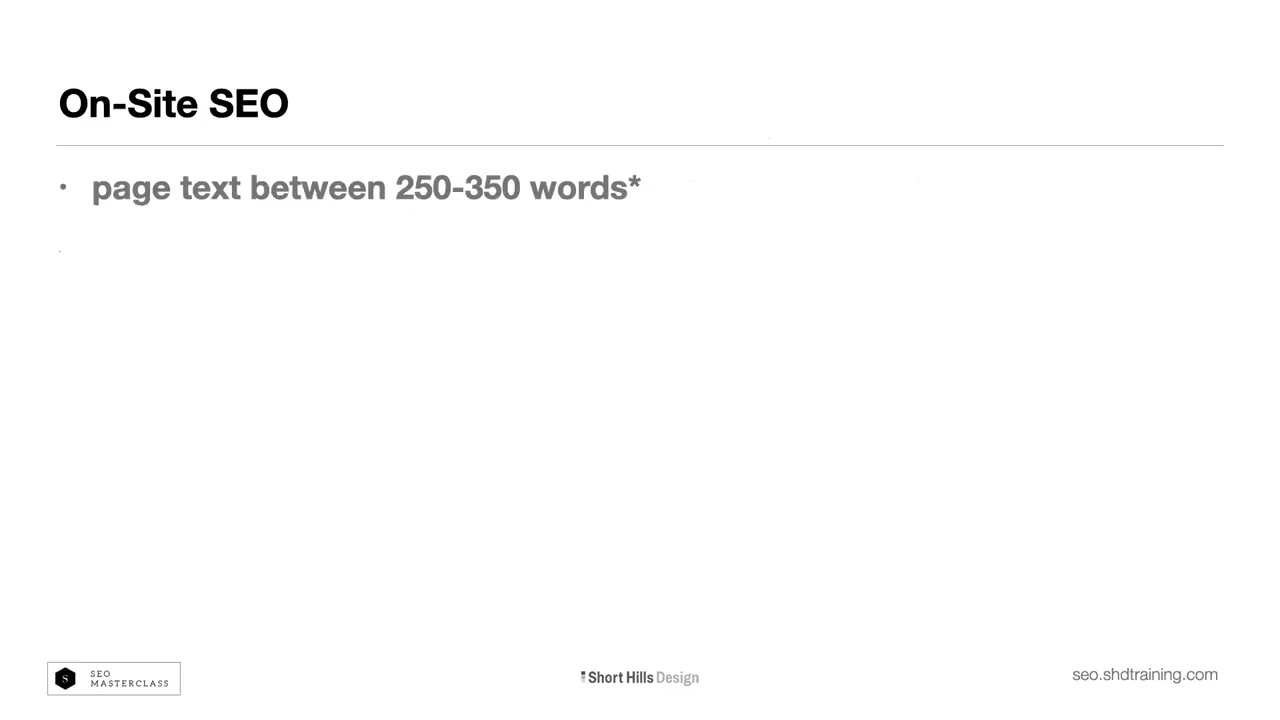 On-Site SEO
• page text between 250-350 words*
S SEO
MASTERCLASS
Short Hills Design
seo.shdtraining.com